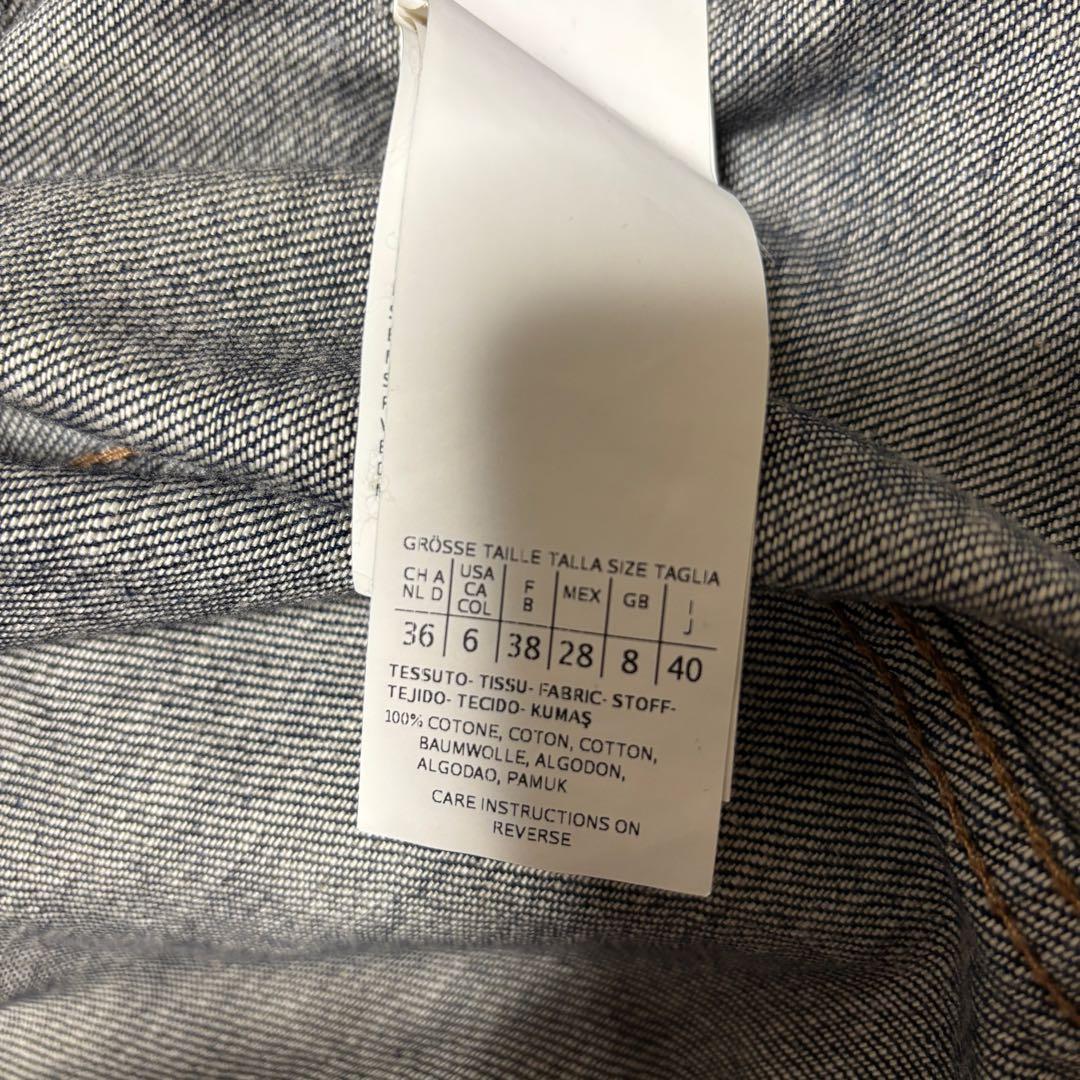 GRÖSSE TAILLE TALLA SIZE TAGLIA
CH A USA F MEX GB I
NL D CA B J
COL
36 6 38 28 8 40
TESSUTO- TISSU- FABRIC- STOFF-
TEJIDO- TECIDO- KUMAŞ
100% COTONE, COTON, COTTON,
BAUMWOLLE, ALGODON,
ALGODAO, PAMUK
CARE INSTRUCTIONS ON
REVERSE